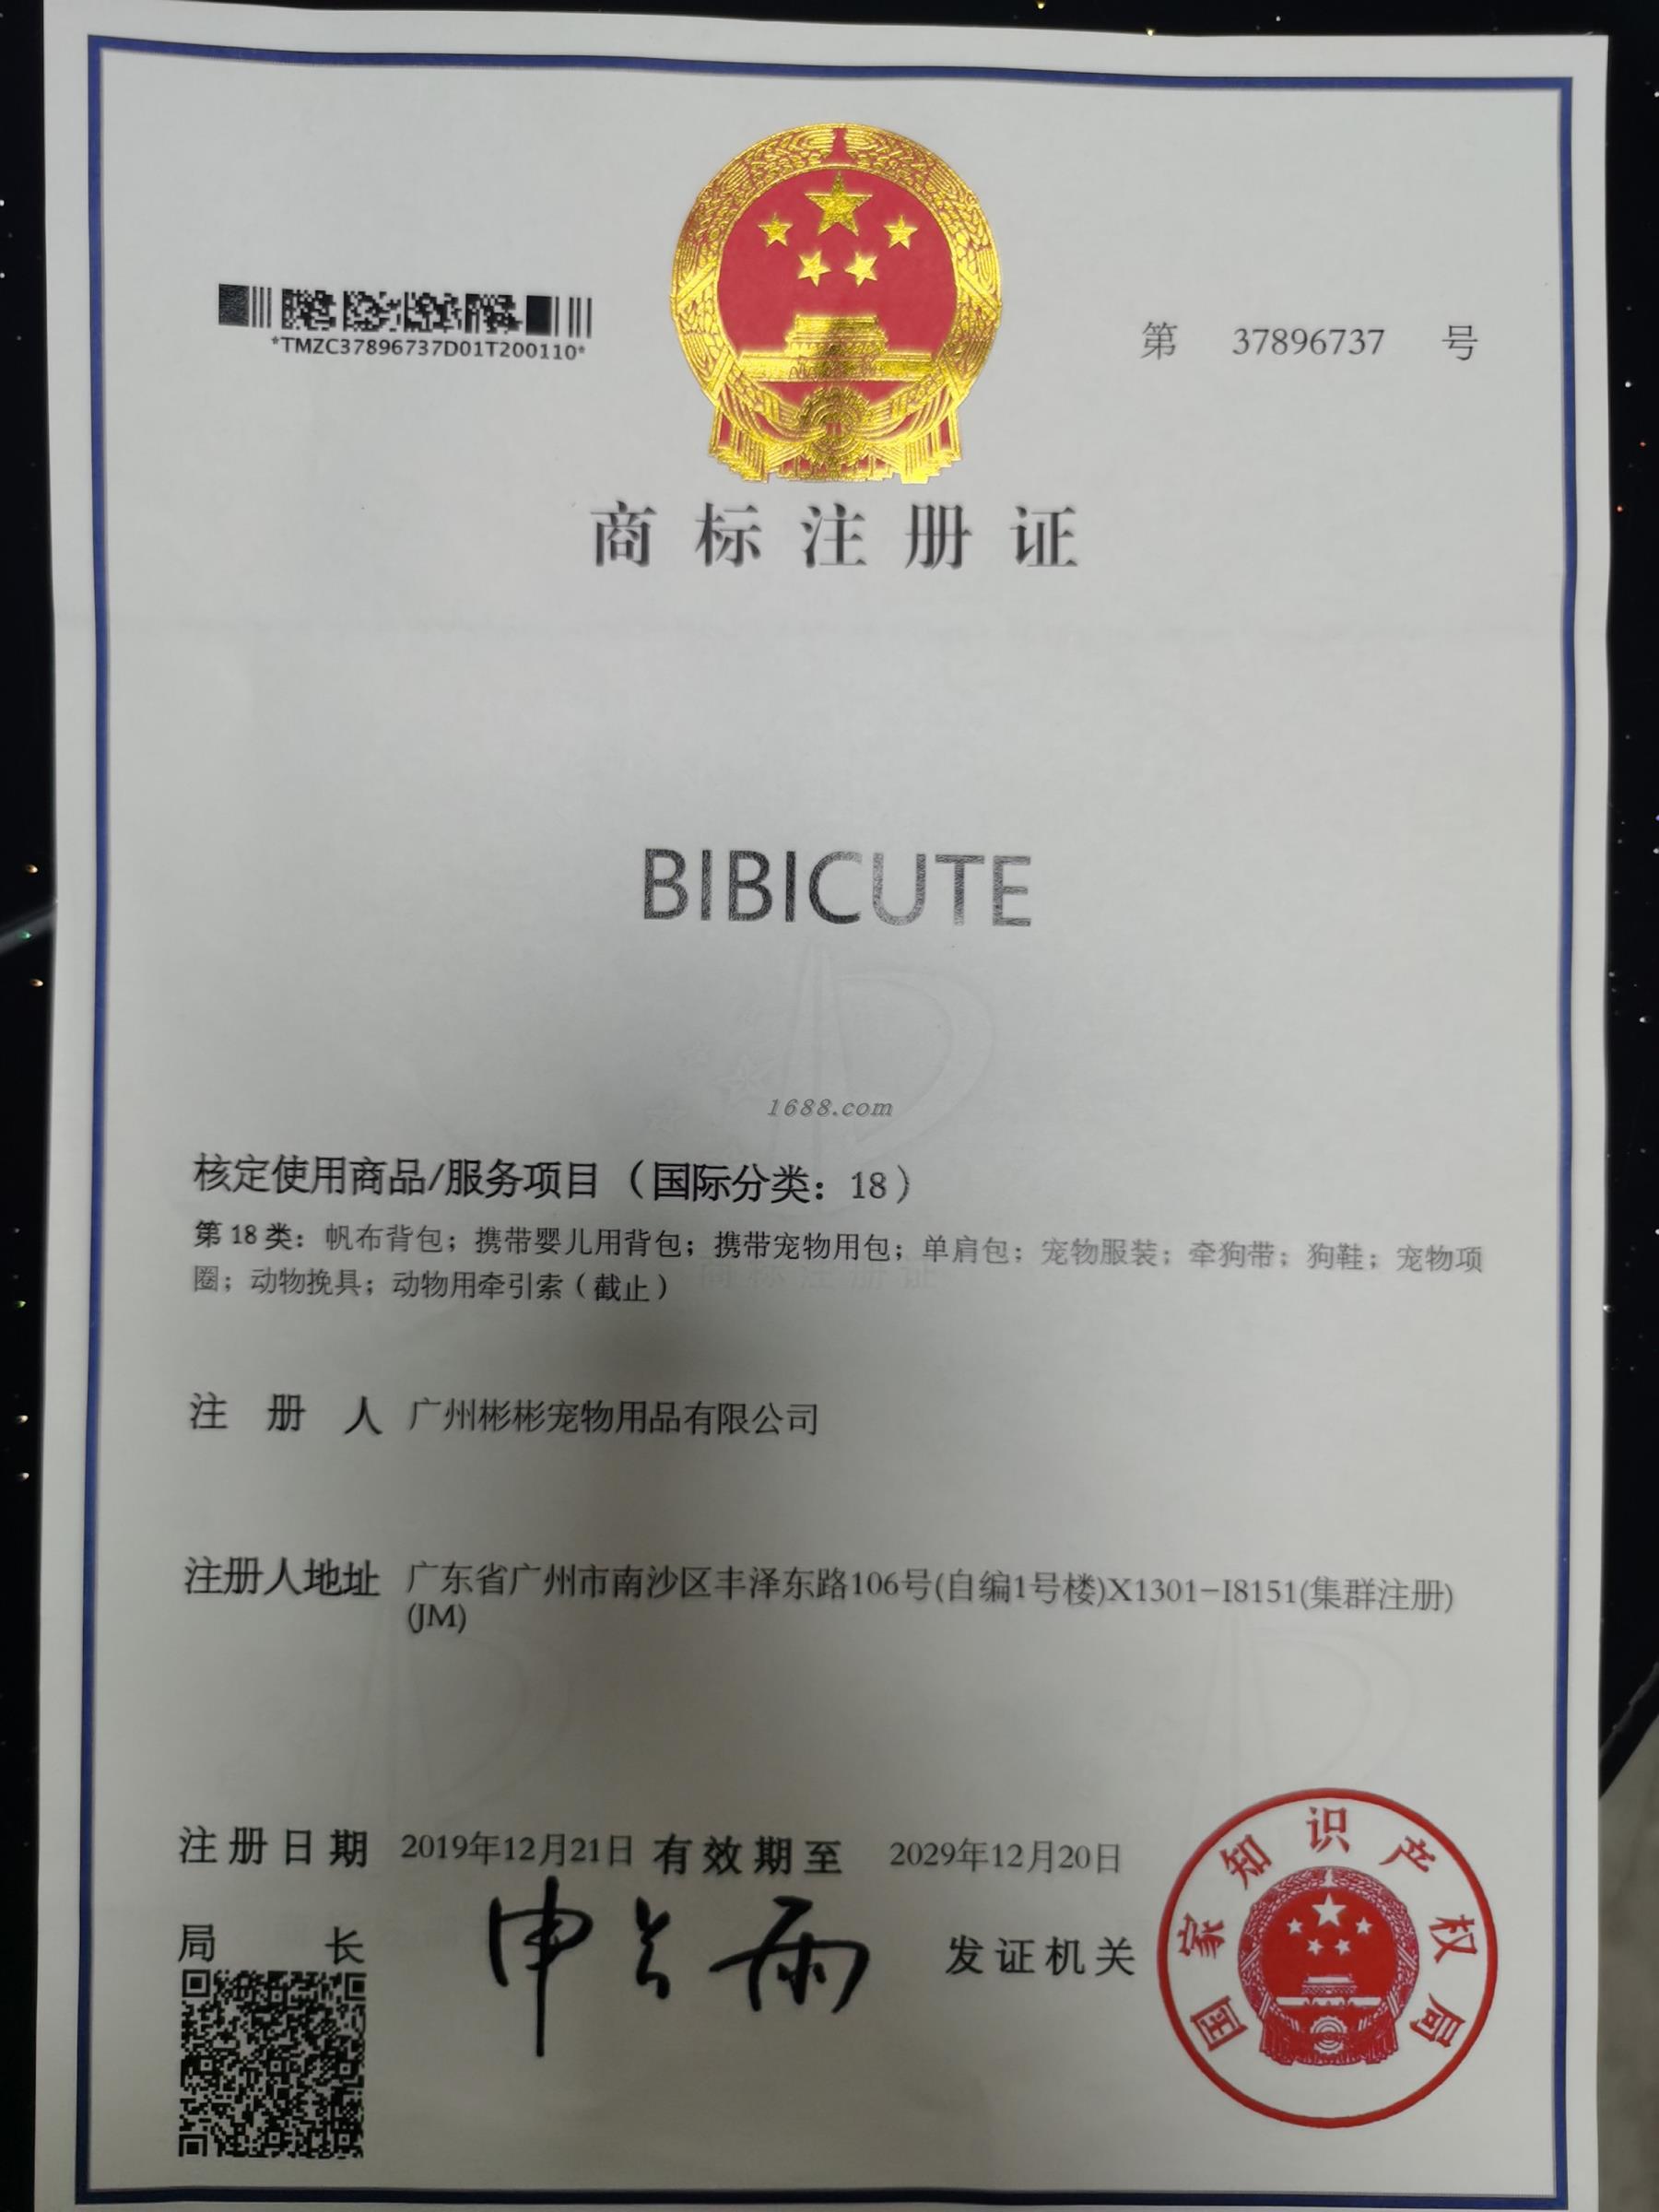 *TMZC37896737D01T200110*
第 37896737 号
商标注册证
BIBICUTE
1688.com
核定使用商品/服务项目（国际分类：18）
第18类：帆布背包；携带婴儿用背包；携带宠物用包；单肩包；宠物服装；牵狗带；狗鞋；宠物项
圈；动物挽具；动物用牵引索（截止）
商标注册证
注册人 广州彬彬宠物用品有限公司
注册人地址 广东省广州市南沙区丰泽东路106号(自编1号楼)X1301-I8151(集群注册)
(JM)
注册日期 2019年12月21日 有效期至 2029年12月20日
局长 申长雨 发证机关
国家知识产权局